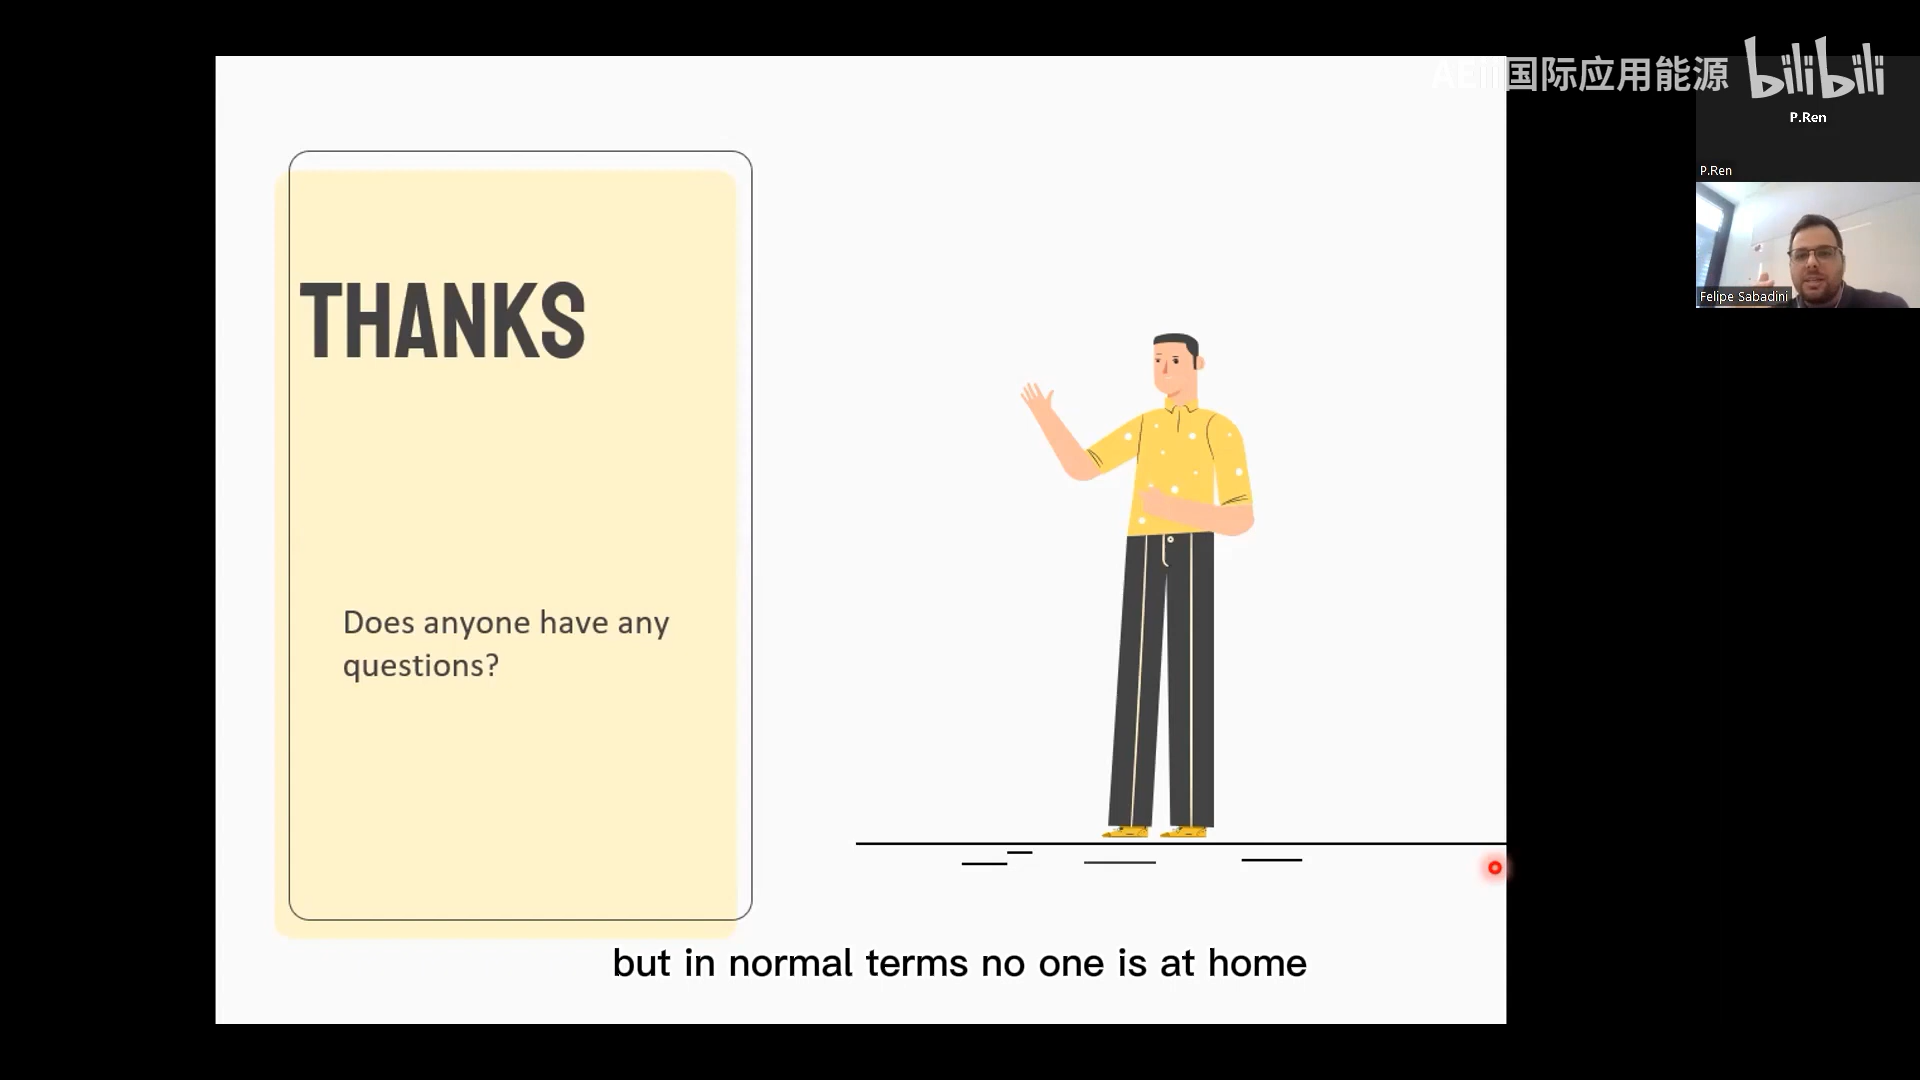 AEii国际应用能源 bilibili
P.Ren
P.Ren
Felipe Sabadini
THANKS
Does anyone have any
questions?
but in normal terms no one is at home